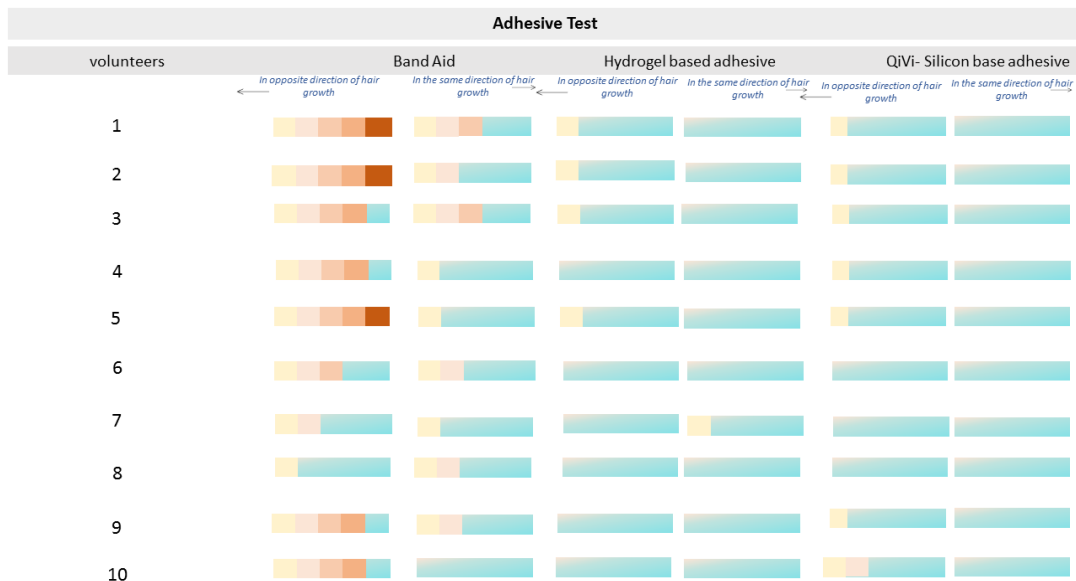 Adhesive Test
volunteers Band Aid Hydrogel based adhesive QiVi- Silicon base adhesive
In opposite direction of hair growth
In the same direction of hair growth
In opposite direction of hair growth
In the same direction of hair growth
In opposite direction of hair growth
In the same direction of hair growth
1
2
3
4
5
6
7
8
9
10